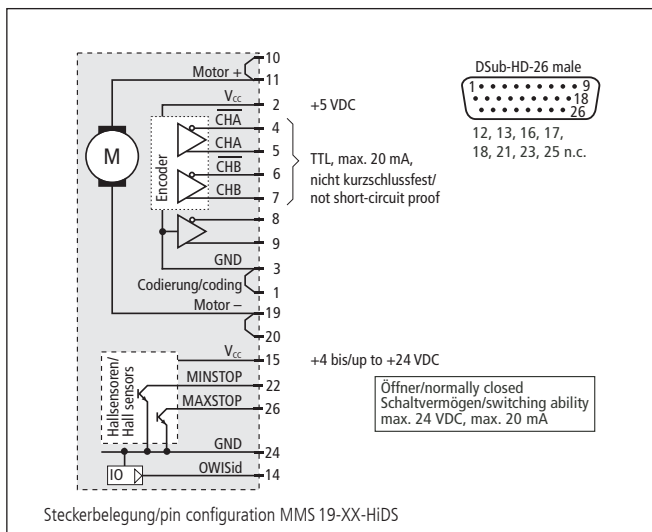 10
Motor + 11
V_CC 2 +5 VDC
C̅H̅A̅ 4
CHA 5
C̅H̅B̅ 6
CHB 7
8
9
GND 3
Codierung/coding 1
Motor – 19
20
M
Encoder
TTL, max. 20 mA,
nicht kurzschlussfest/
not short-circuit proof
DSub-HD-26 male
1 9
18
26
12, 13, 16, 17,
18, 21, 23, 25 n.c.
V_CC 15 +4 bis/up to +24 VDC
MINSTOP 22
MAXSTOP 26
Hallsensoren/
Hall sensors
GND 24
IO OWISid 14
Öffner/normally closed
Schaltvermögen/switching ability
max. 24 VDC, max. 20 mA
Steckerbelegung/pin configuration MMS 19-XX-HiDS